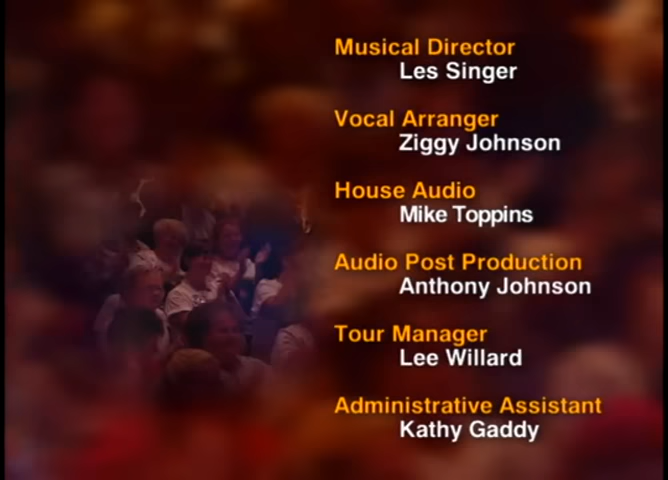 Musical Director
Les Singer
Vocal Arranger
Ziggy Johnson
House Audio
Mike Toppins
Audio Post Production
Anthony Johnson
Tour Manager
Lee Willard
Administrative Assistant
Kathy Gaddy